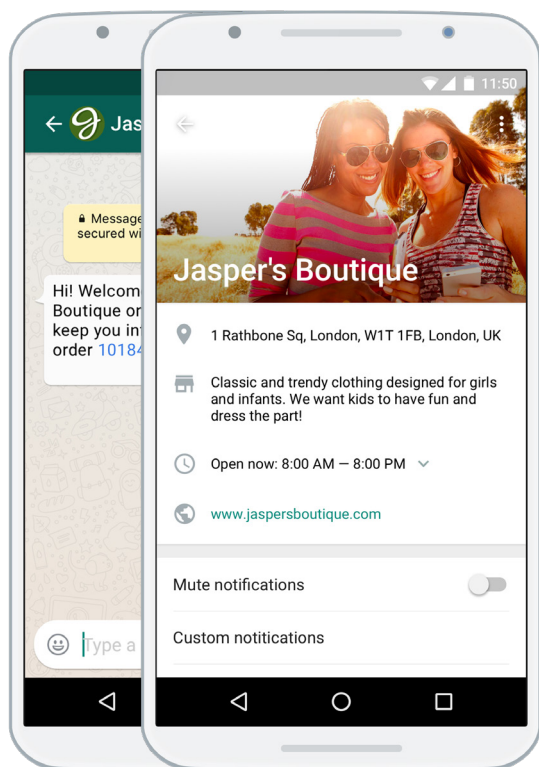 Jas
Message
secured wi
Hi! Welcom
Boutique or
keep you in
order 10184
Type a
11:50
Jasper's Boutique
1 Rathbone Sq, London, W1T 1FB, London, UK
Classic and trendy clothing designed for girls
and infants. We want kids to have fun and
dress the part!
Open now: 8:00 AM — 8:00 PM
www.jaspersboutique.com
Mute notifications
Custom notitications